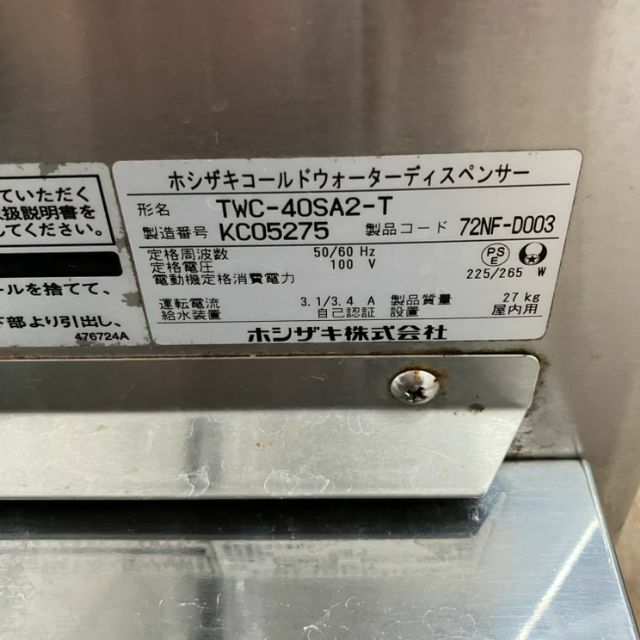 ていただく
扱説明書を
してください。
ールを捨てて、
下部より引出し、
476724A
ホシザキコールドウォーターディスペンサー
形名 TWC-40SA2-T
製造番号 KC05275 製品コード 72NF-D003
定格周波数 50/60 Hz PSE
定格電圧 100 V
電動機定格消費電力 225/265 W
運転電流 3.1/3.4 A 製品質量 27 kg
給水装置 自己認証 設置 屋内用
ホシザキ株式会社